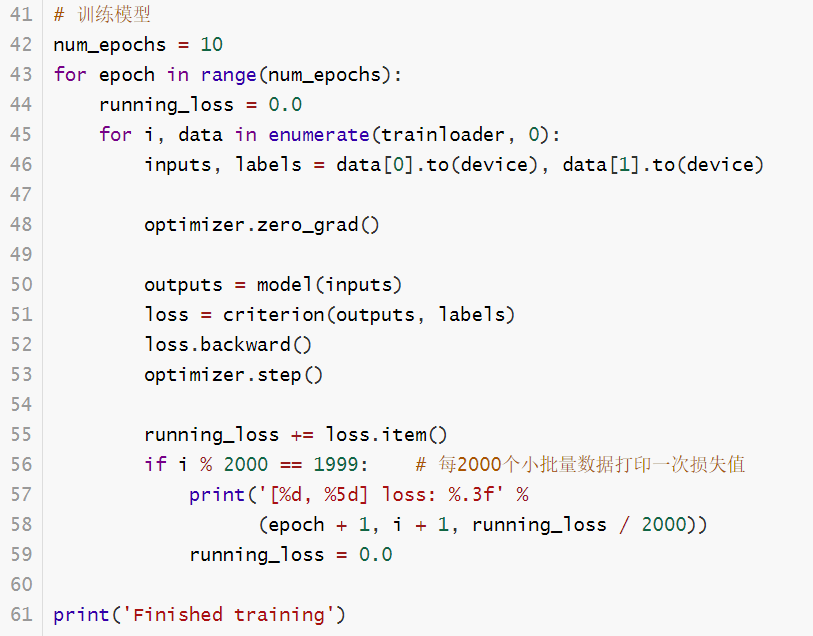 41 # 训练模型
42 num_epochs = 10
43 for epoch in range(num_epochs):
44     running_loss = 0.0
45     for i, data in enumerate(trainloader, 0):
46         inputs, labels = data[0].to(device), data[1].to(device)
47
48         optimizer.zero_grad()
49
50         outputs = model(inputs)
51         loss = criterion(outputs, labels)
52         loss.backward()
53         optimizer.step()
54
55         running_loss += loss.item()
56         if i % 2000 == 1999:    # 每2000个小批量数据打印一次损失值
57             print('[%d, %5d] loss: %.3f' %
58                   (epoch + 1, i + 1, running_loss / 2000))
59             running_loss = 0.0
60
61 print('Finished training')